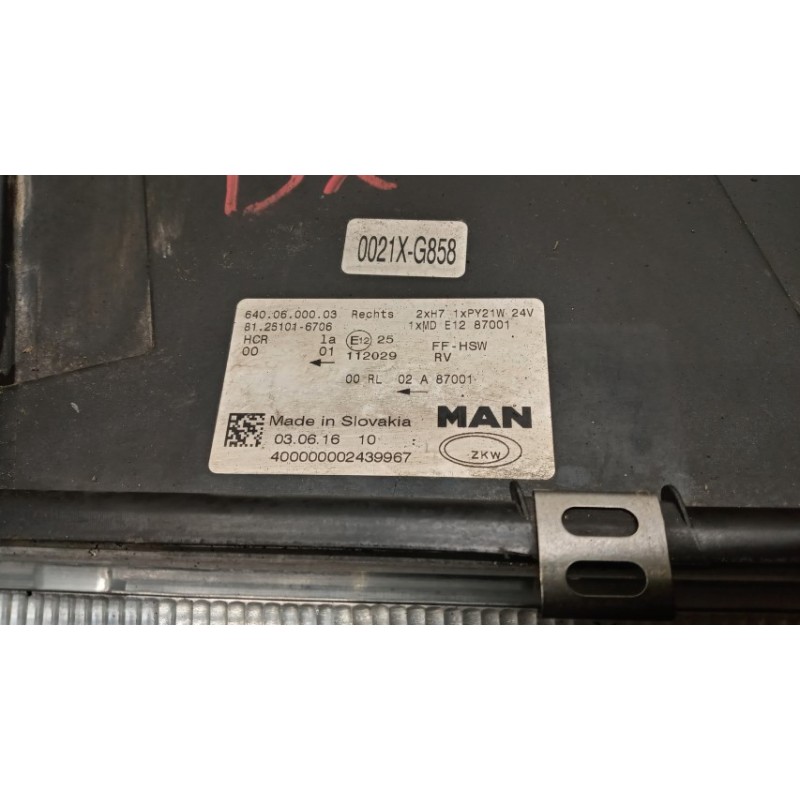 DX
0021X-G858
640.06.000.03 Rechts 2xH7 1xPY21W 24V
81.25101-6706 1xMD E12 87001
HCR 1a E12 25 FF-HSW
00 01 112029 RV
00 RL 02 A 87001
Made in Slovakia MAN
03.06.16 10 :
400000002439967 ZKW